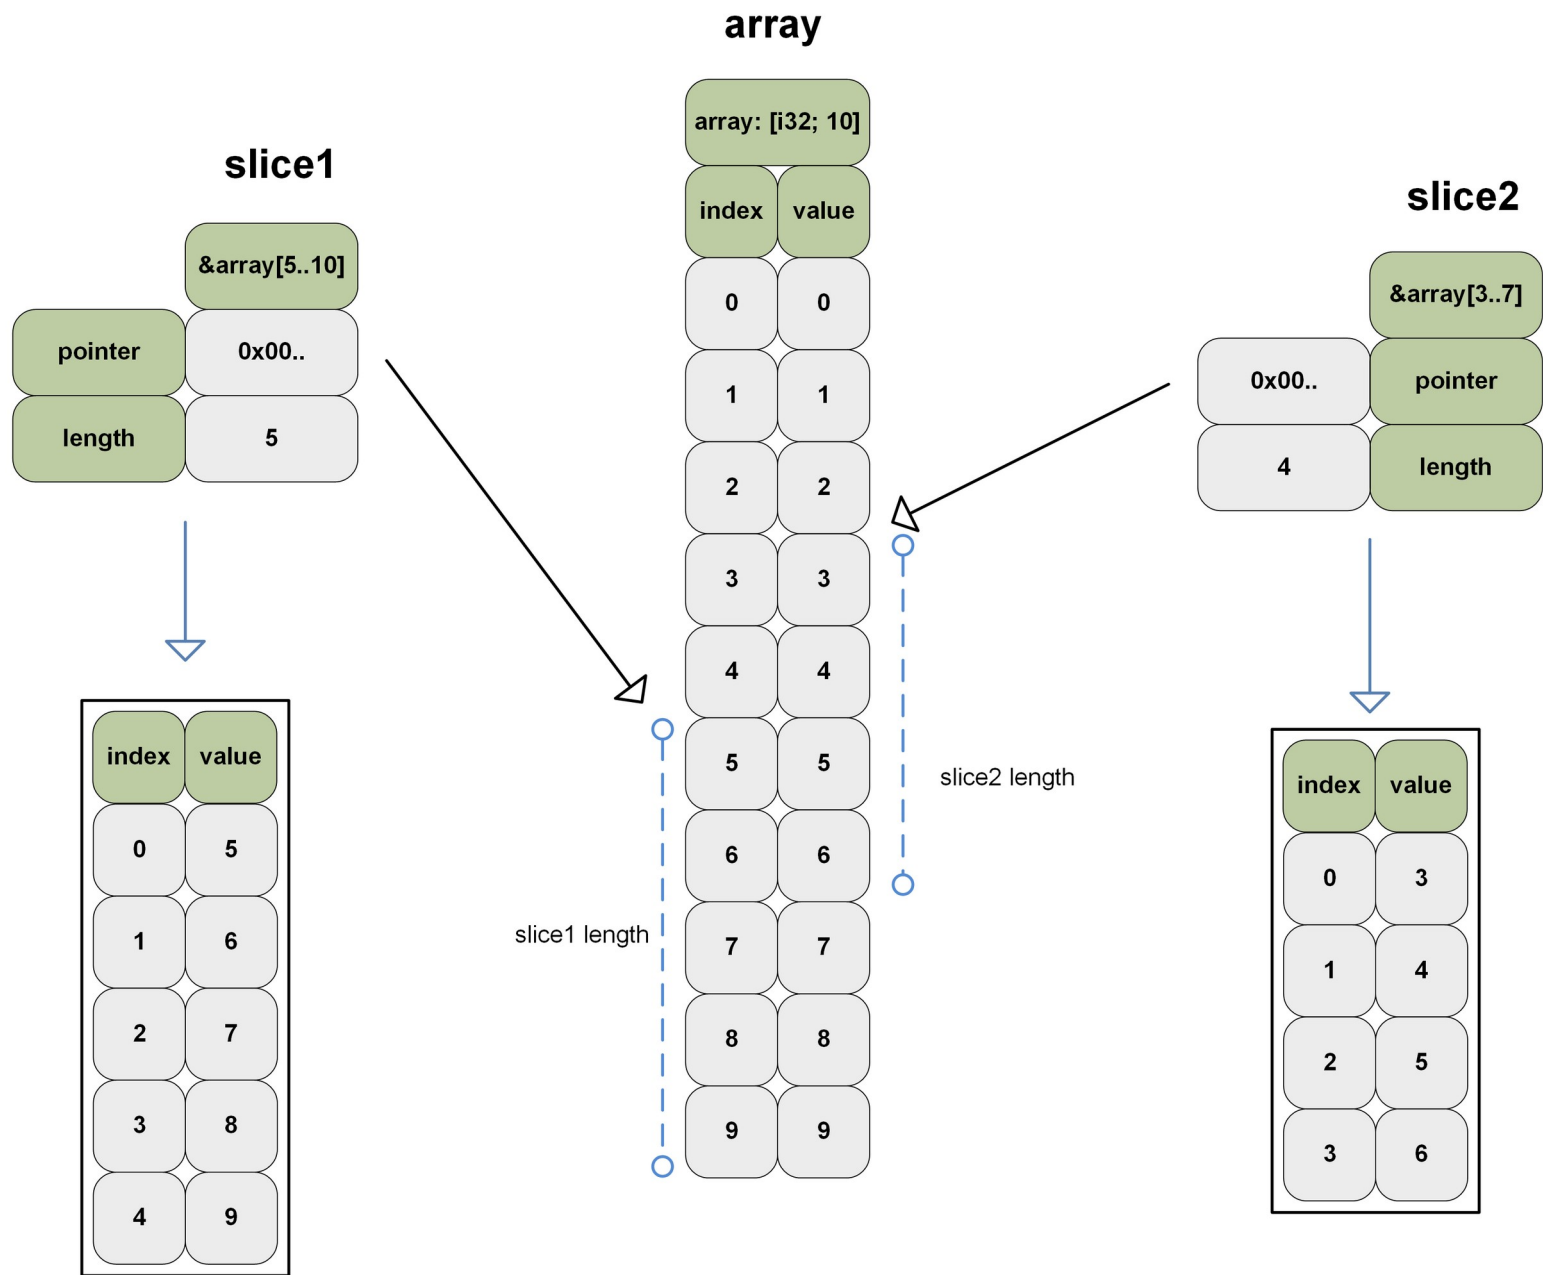 array
array: [i32; 10]
index value
0 0
1 1
2 2
3 3
4 4
5 5
6 6
7 7
8 8
9 9
slice1
&array[5..10]
pointer 0x00..
length 5
index value
0 5
1 6
2 7
3 8
4 9
slice1 length
slice2 length
slice2
&array[3..7]
0x00.. pointer
4 length
index value
0 3
1 4
2 5
3 6